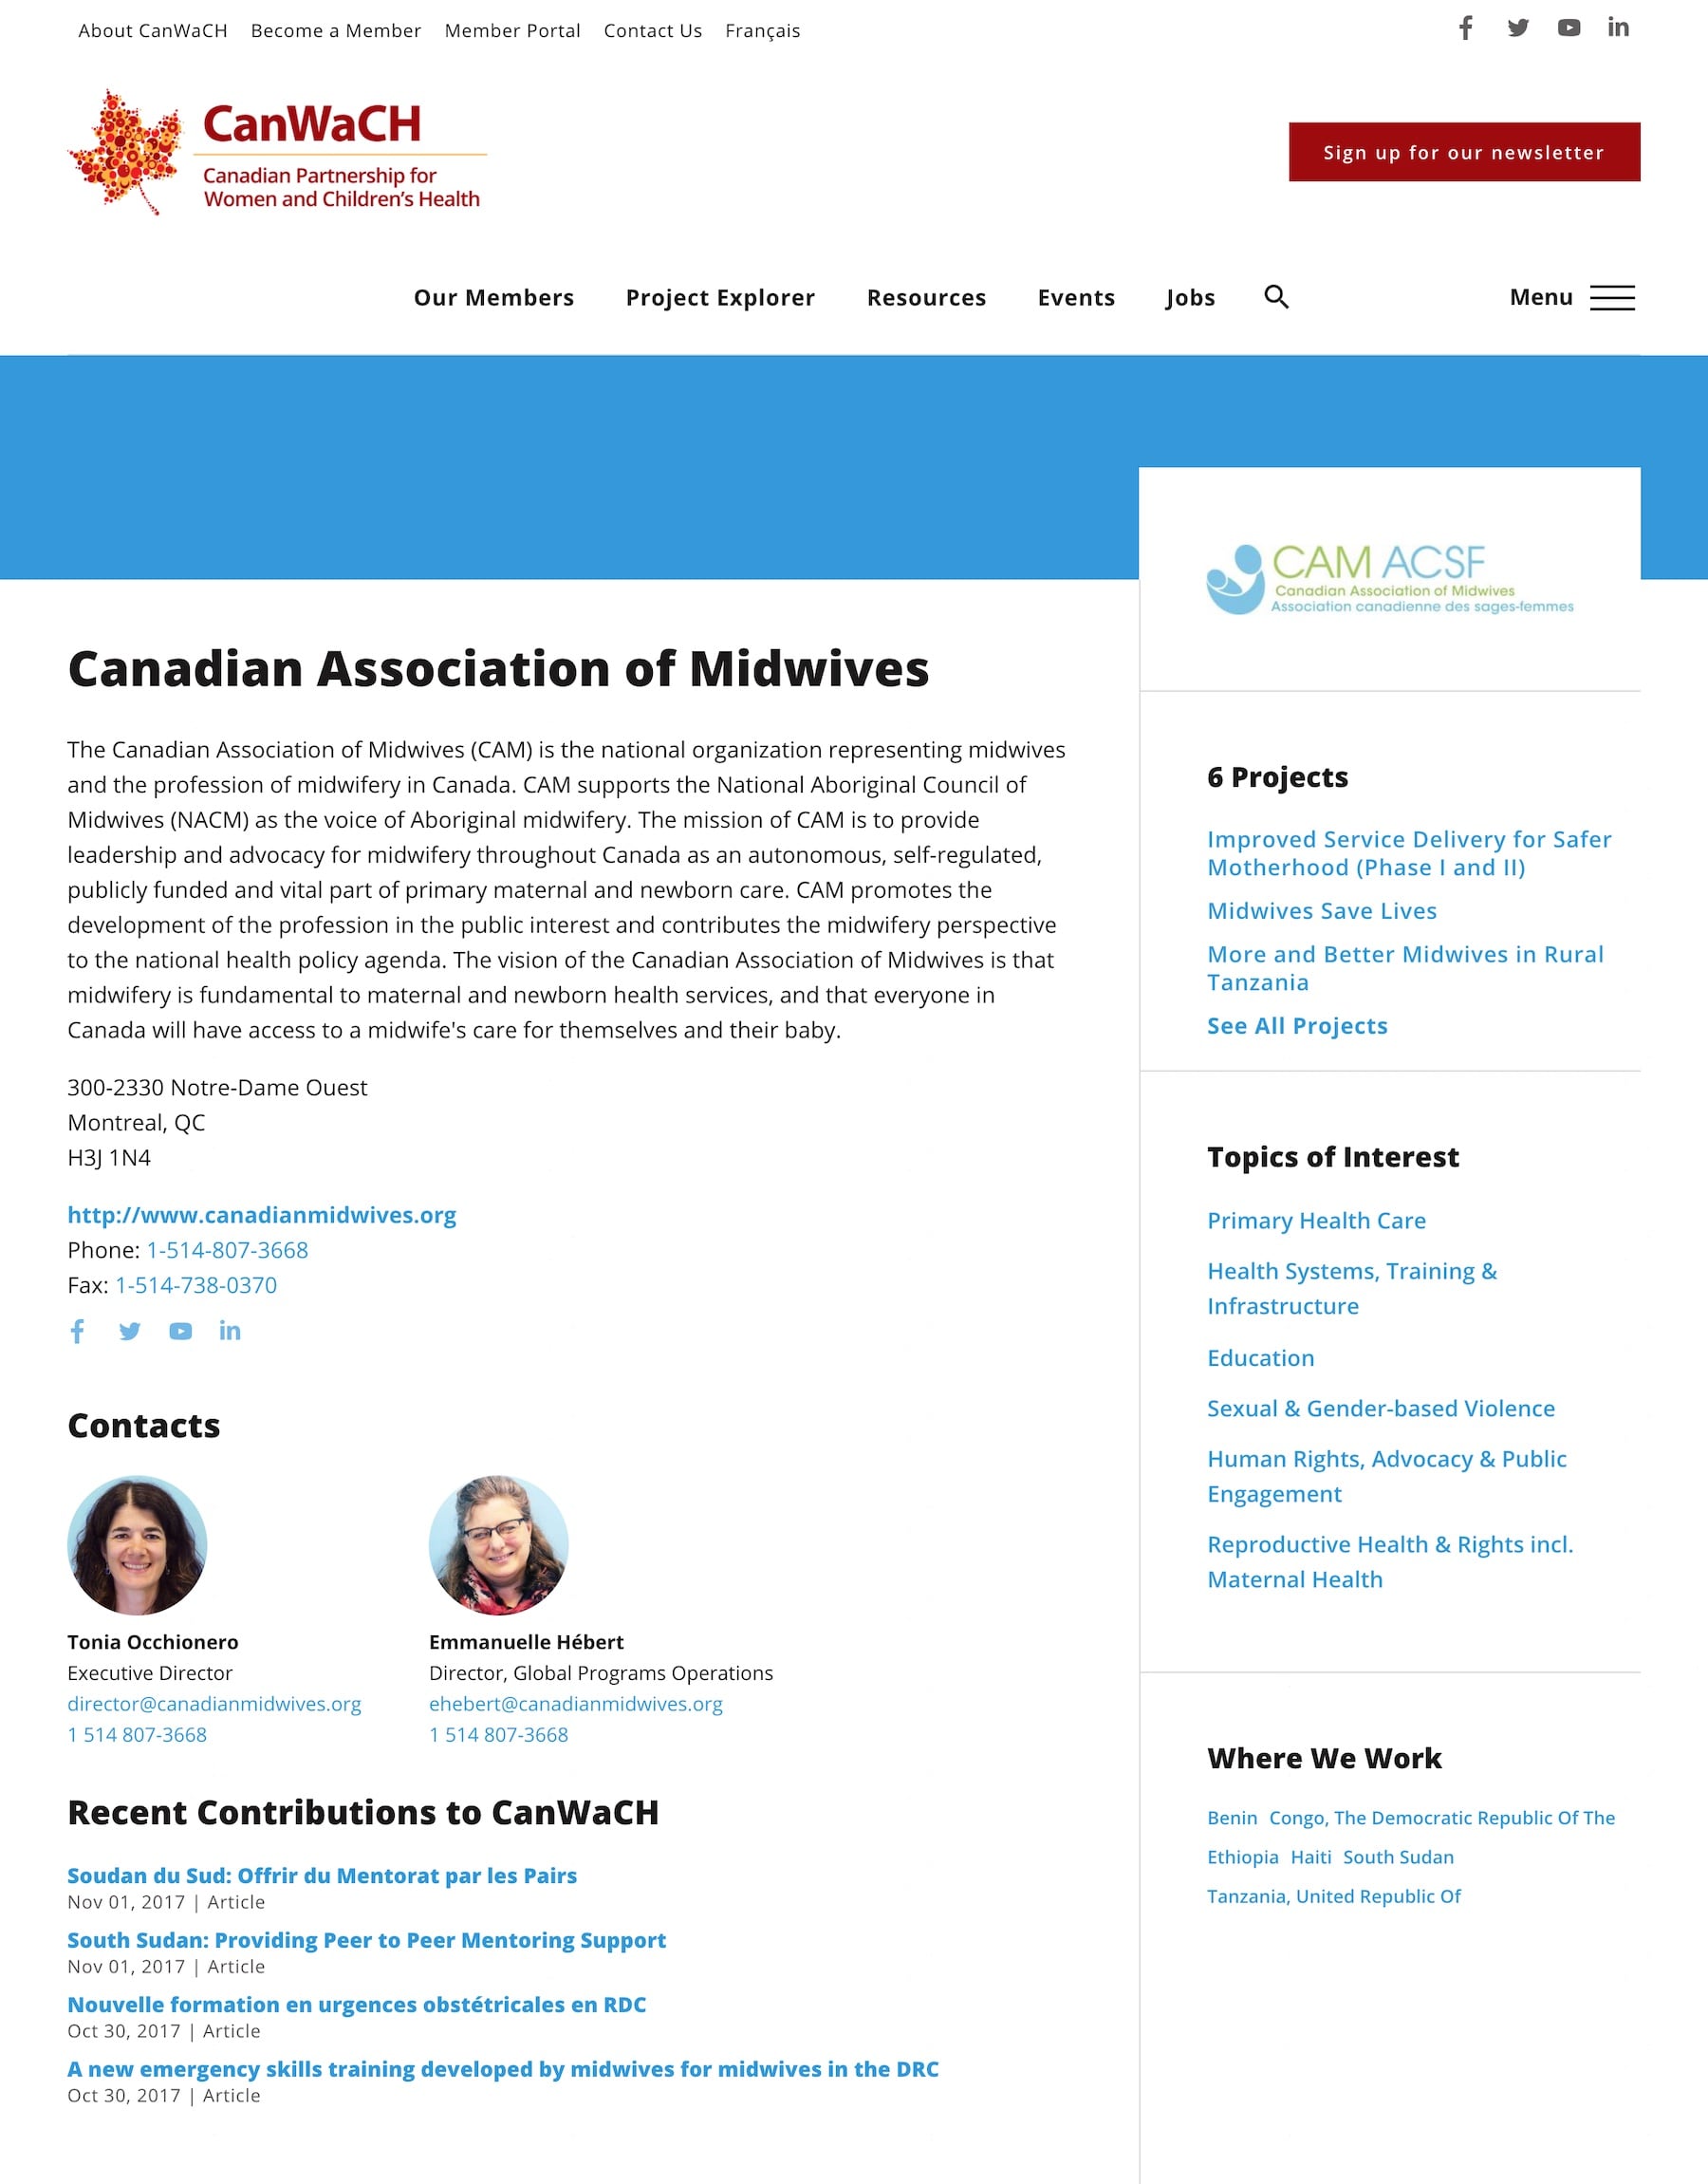 About CanWaCH Become a Member Member Portal Contact Us Français
CanWaCH
Canadian Partnership for
Women and Children's Health
Sign up for our newsletter
Our Members Project Explorer Resources Events Jobs Menu
CAM ACSF
Canadian Association of Midwives
Association canadienne des sages-femmes
Canadian Association of Midwives
The Canadian Association of Midwives (CAM) is the national organization representing midwives
and the profession of midwifery in Canada. CAM supports the National Aboriginal Council of
Midwives (NACM) as the voice of Aboriginal midwifery. The mission of CAM is to provide
leadership and advocacy for midwifery throughout Canada as an autonomous, self-regulated,
publicly funded and vital part of primary maternal and newborn care. CAM promotes the
development of the profession in the public interest and contributes the midwifery perspective
to the national health policy agenda. The vision of the Canadian Association of Midwives is that
midwifery is fundamental to maternal and newborn health services, and that everyone in
Canada will have access to a midwife's care for themselves and their baby.
300-2330 Notre-Dame Ouest
Montreal, QC
H3J 1N4
http://www.canadianmidwives.org
Phone: 1-514-807-3668
Fax: 1-514-738-0370
Contacts
Tonia Occhionero
Executive Director
director@canadianmidwives.org
1 514 807-3668
Emmanuelle Hébert
Director, Global Programs Operations
ehebert@canadianmidwives.org
1 514 807-3668
Recent Contributions to CanWaCH
Soudan du Sud: Offrir du Mentorat par les Pairs
Nov 01, 2017 | Article
South Sudan: Providing Peer to Peer Mentoring Support
Nov 01, 2017 | Article
Nouvelle formation en urgences obstétricales en RDC
Oct 30, 2017 | Article
A new emergency skills training developed by midwives for midwives in the DRC
Oct 30, 2017 | Article
6 Projects
Improved Service Delivery for Safer
Motherhood (Phase I and II)
Midwives Save Lives
More and Better Midwives in Rural
Tanzania
See All Projects
Topics of Interest
Primary Health Care
Health Systems, Training &
Infrastructure
Education
Sexual & Gender-based Violence
Human Rights, Advocacy & Public
Engagement
Reproductive Health & Rights incl.
Maternal Health
Where We Work
Benin Congo, The Democratic Republic Of The
Ethiopia Haiti South Sudan
Tanzania, United Republic Of